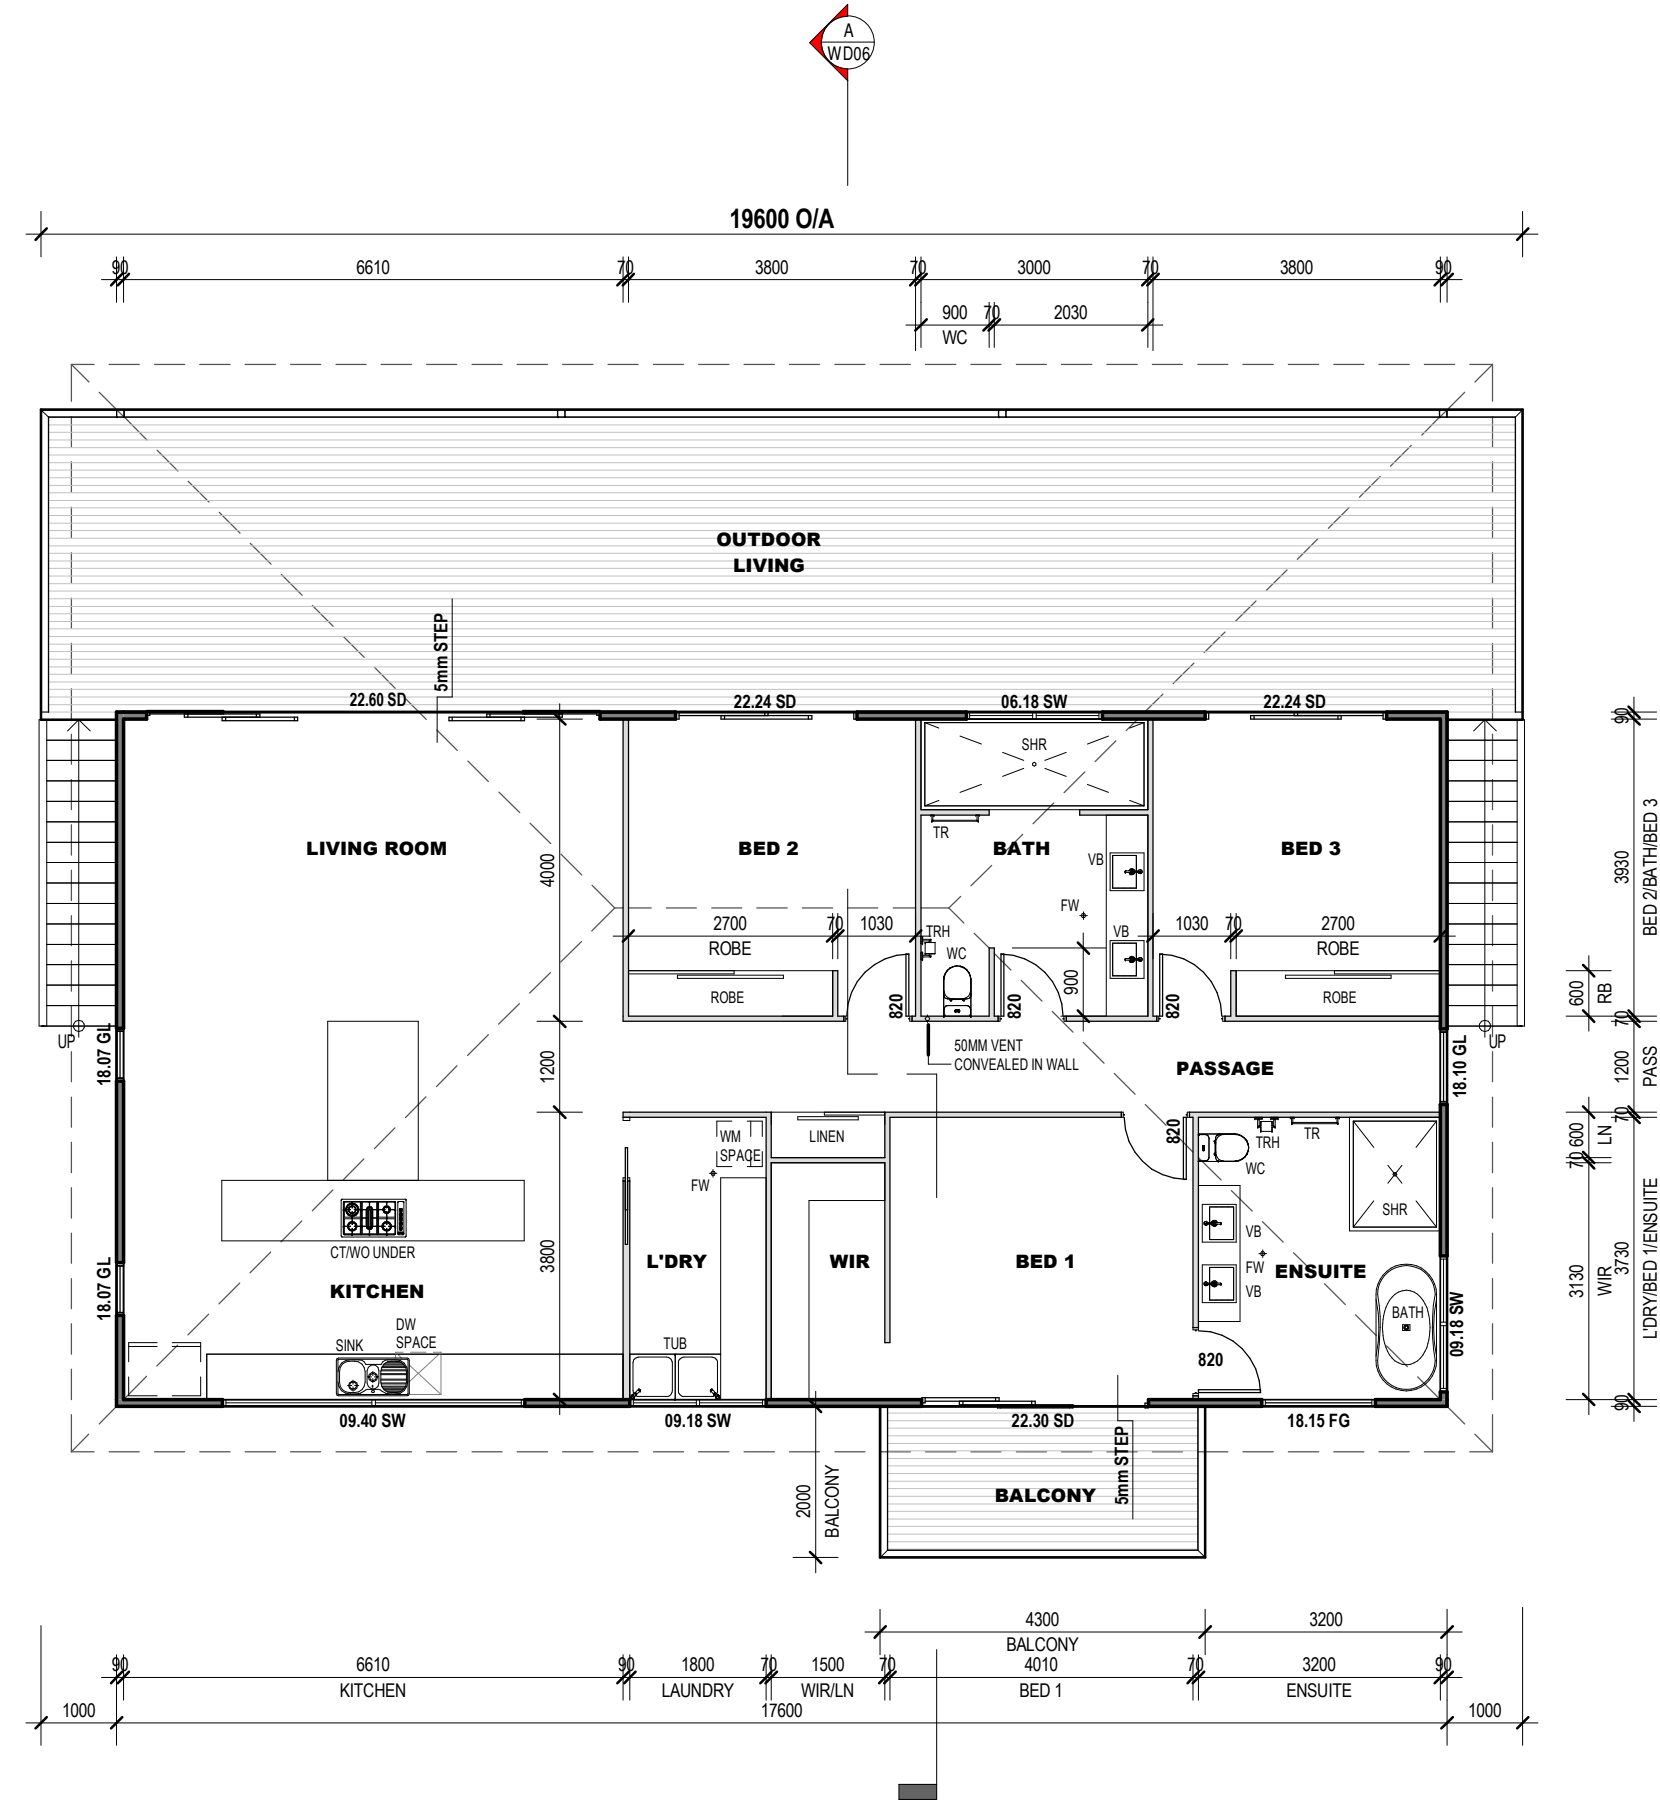 A
WD06
19600 O/A
90
6610
70
3800
70
3000
70
3800
90
900
70
2030
WC
OUTDOOR
LIVING
5mm STEP
22.60 SD
22.24 SD
06.18 SW
22.24 SD
90
SHR
TR
LIVING ROOM
BED 2
BATH
BED 3
VB
4000
3930
BED 2/BATH/BED 3
FW
2700
70
1030
ROBE
TRH
WC
VB
1030
70
2700
ROBE
ROBE
820
820
900
820
ROBE
600
RB
UP
18.07 GL
50MM VENT
CONVEALED IN WALL
1200
PASSAGE
18.10 GL
UP
70
1200
PASS
70
WM
SPACE
FW
LINEN
820
TRH
TR
WC
SHR
600
LN
70
VB
FW
VB
CT/WO UNDER
3800
L'DRY
WIR
BED 1
ENSUITE
KITCHEN
18.07 GL
BATH
09.18 SW
3130
WIR
3730
L'DRY/BED 1/ENSUITE
DW
SPACE
SINK
TUB
820
90
09.40 SW
09.18 SW
22.30 SD
18.15 FG
5mm STEP
BALCONY
2000
BALCONY
4300
3200
BALCONY
90
6610
90
1800
70
1500
70
4010
70
3200
90
KITCHEN
LAUNDRY
WIR/LN
BED 1
ENSUITE
1000
17600
1000